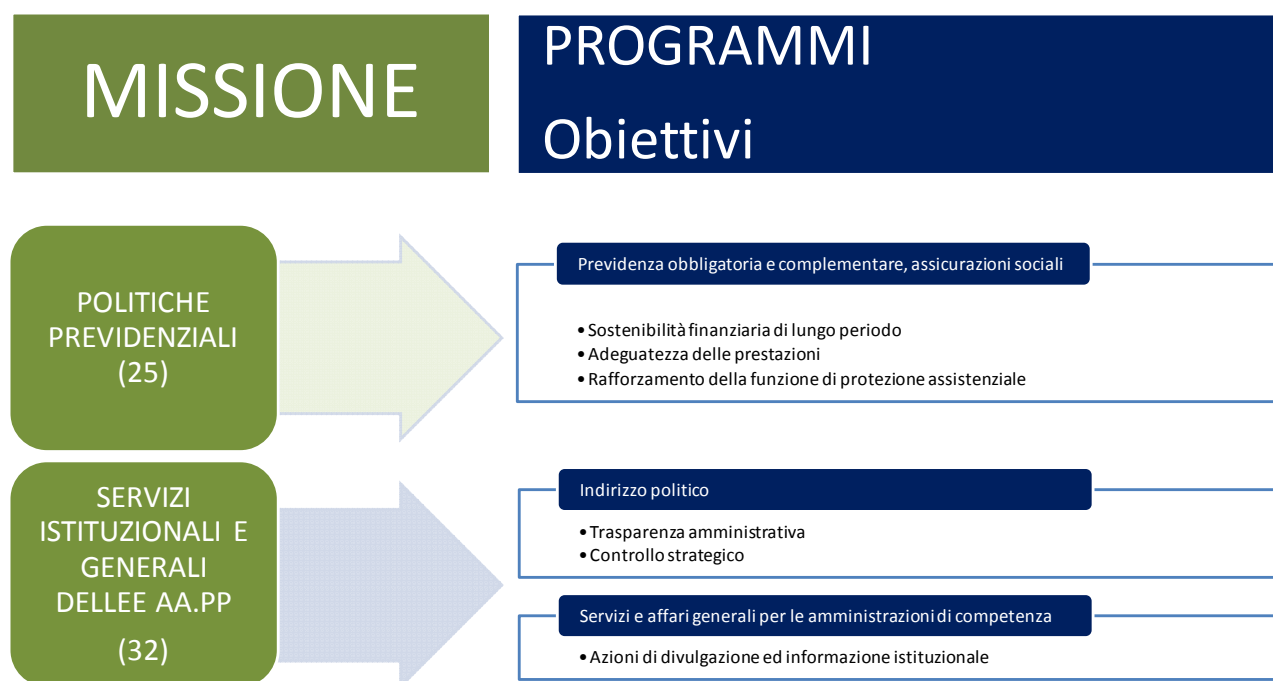 MISSIONE
PROGRAMMI
Obiettivi
POLITICHE
PREVIDENZIALI
(25)
Previdenza obbligatoria e complementare, assicurazioni sociali
• Sostenibilità finanziaria di lungo periodo
• Adeguatezza delle prestazioni
• Rafforzamento della funzione di protezione assistenziale
SERVIZI
ISTITUZIONALI E
GENERALI
DELLEE AA.PP
(32)
Indirizzo politico
• Trasparenza amministrativa
• Controllo strategico
Servizi e affari generali per le amministrazioni di competenza
• Azioni di divulgazione ed informazione istituzionale